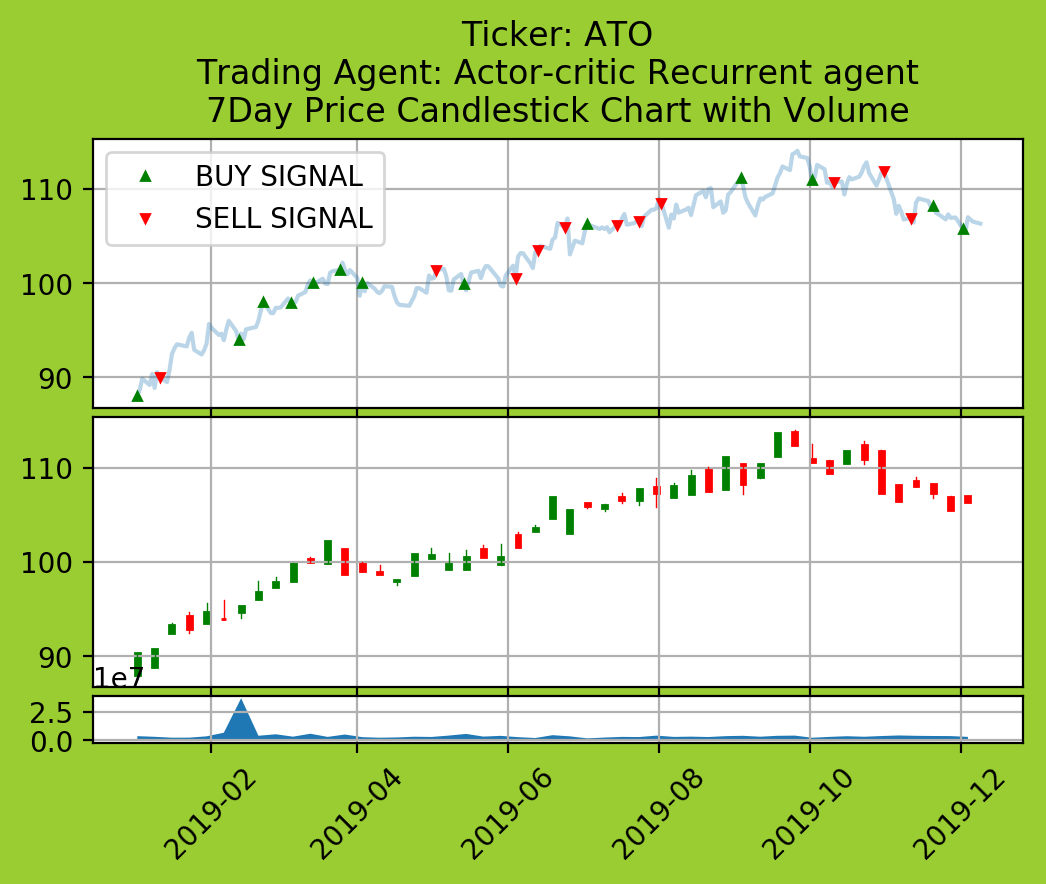 Ticker: ATO
Trading Agent: Actor-critic Recurrent agent
7Day Price Candlestick Chart with Volume
BUY SIGNAL
SELL SIGNAL
110
100
90
110
100
90
1e7
2.5
0.0
2019-02
2019-04
2019-06
2019-08
2019-10
2019-12